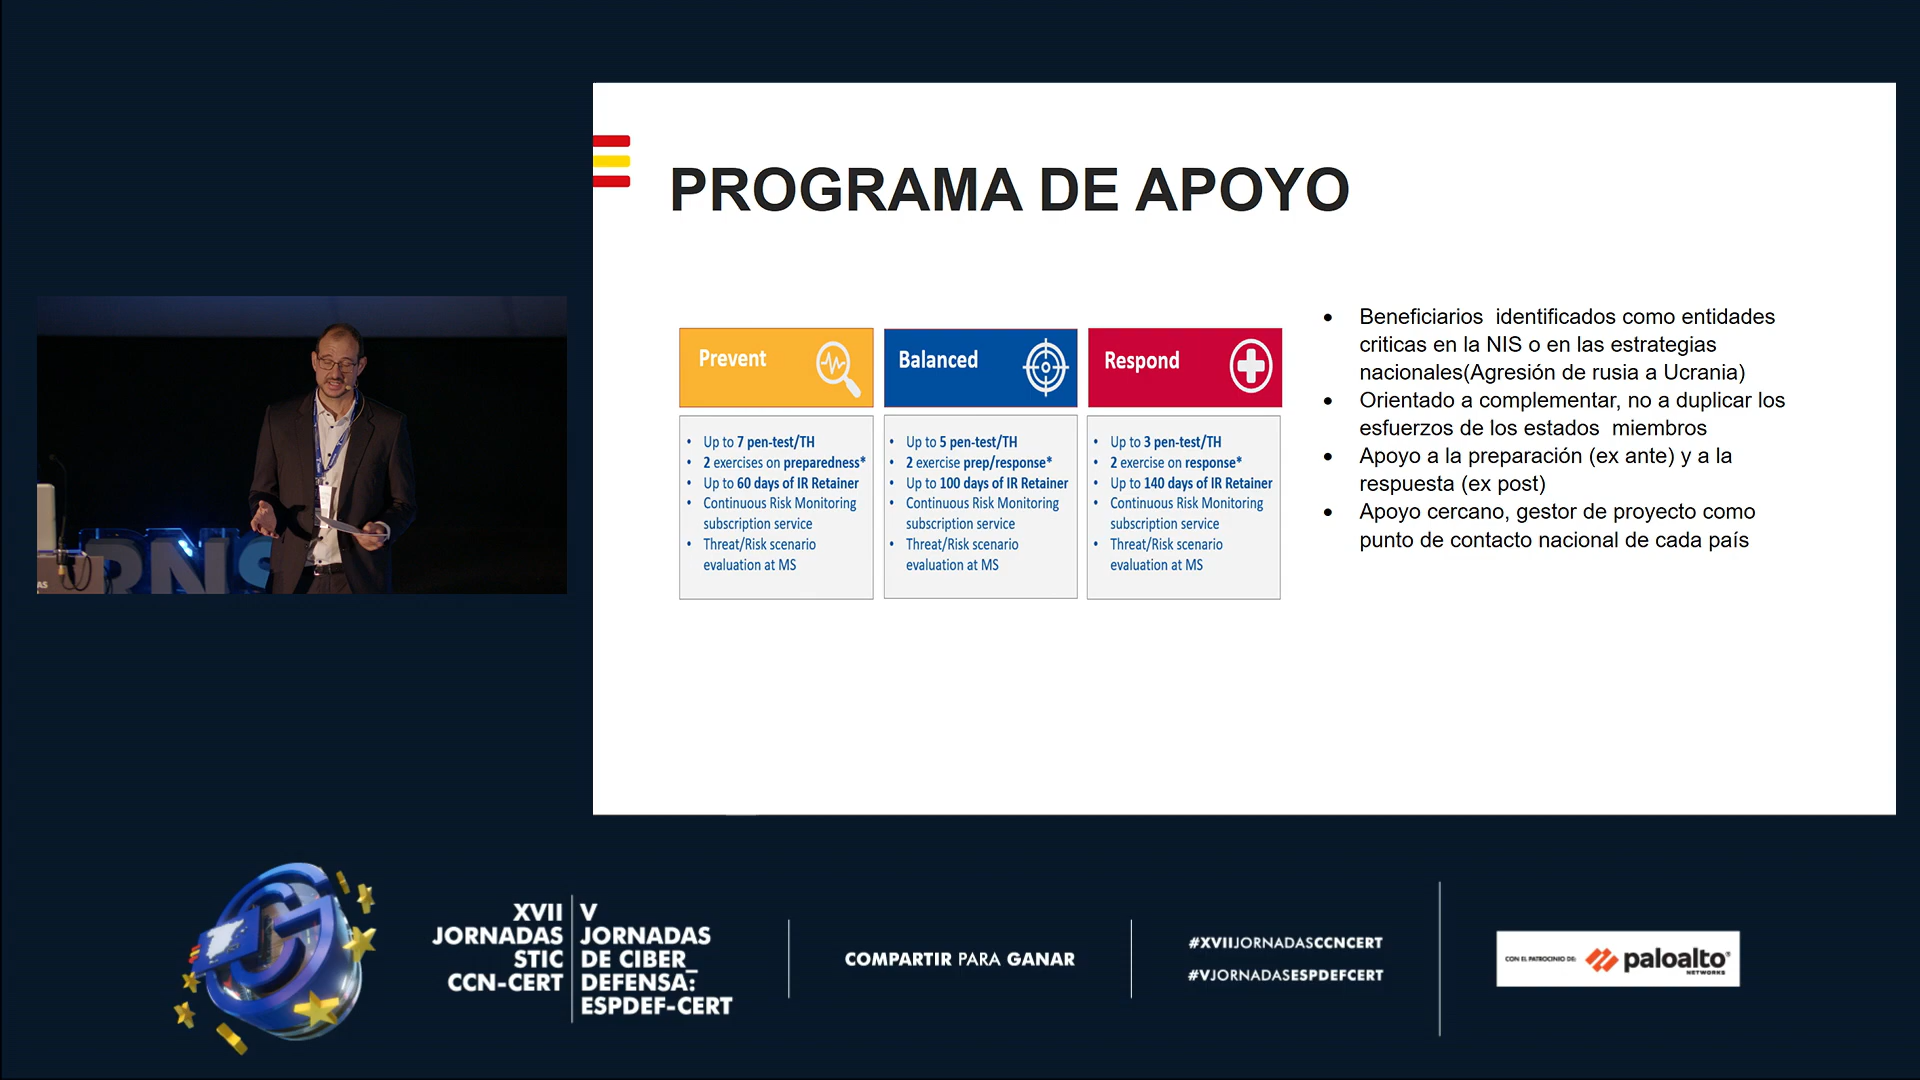 PROGRAMA DE APOYO
Prevent
• Up to 7 pen-test/TH
• 2 exercises on preparedness*
• Up to 60 days of IR Retainer
• Continuous Risk Monitoring
subscription service
• Threat/Risk scenario
evaluation at MS
Balanced
• Up to 5 pen-test/TH
• 2 exercise prep/response*
• Up to 100 days of IR Retainer
• Continuous Risk Monitoring
subscription service
• Threat/Risk scenario
evaluation at MS
Respond
• Up to 3 pen-test/TH
• 2 exercise on response*
• Up to 140 days of IR Retainer
• Continuous Risk Monitoring
subscription service
• Threat/Risk scenario
evaluation at MS
• Beneficiarios identificados como entidades
criticas en la NIS o en las estrategias
nacionales(Agresión de rusia a Ucrania)
• Orientado a complementar, no a duplicar los
esfuerzos de los estados miembros
• Apoyo a la preparación (ex ante) y a la
respuesta (ex post)
• Apoyo cercano, gestor de proyecto como
punto de contacto nacional de cada país
RNS
AS
XVII
JORNADAS
STIC
CCN-CERT
V
JORNADAS
DE CIBER_
DEFENSA:
ESPDEF-CERT
COMPARTIR PARA GANAR
#XVIIJORNADASCCNCERT
#VJORNADASESPDEFCERT
CON EL PATROCINIO DE:
paloalto
NETWORKS